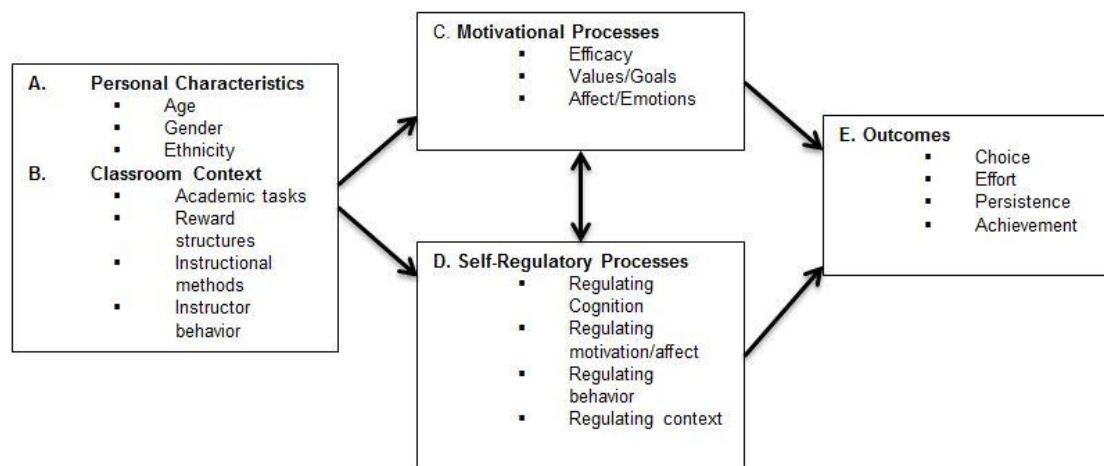 A. Personal Characteristics
▪ Age
▪ Gender
▪ Ethnicity
B. Classroom Context
▪ Academic tasks
▪ Reward
structures
▪ Instructional
methods
▪ Instructor
behavior
C. Motivational Processes
▪ Efficacy
▪ Values/Goals
▪ Affect/Emotions
D. Self-Regulatory Processes
▪ Regulating
Cognition
▪ Regulating
motivation/affect
▪ Regulating
behavior
▪ Regulating context
E. Outcomes
▪ Choice
▪ Effort
▪ Persistence
▪ Achievement